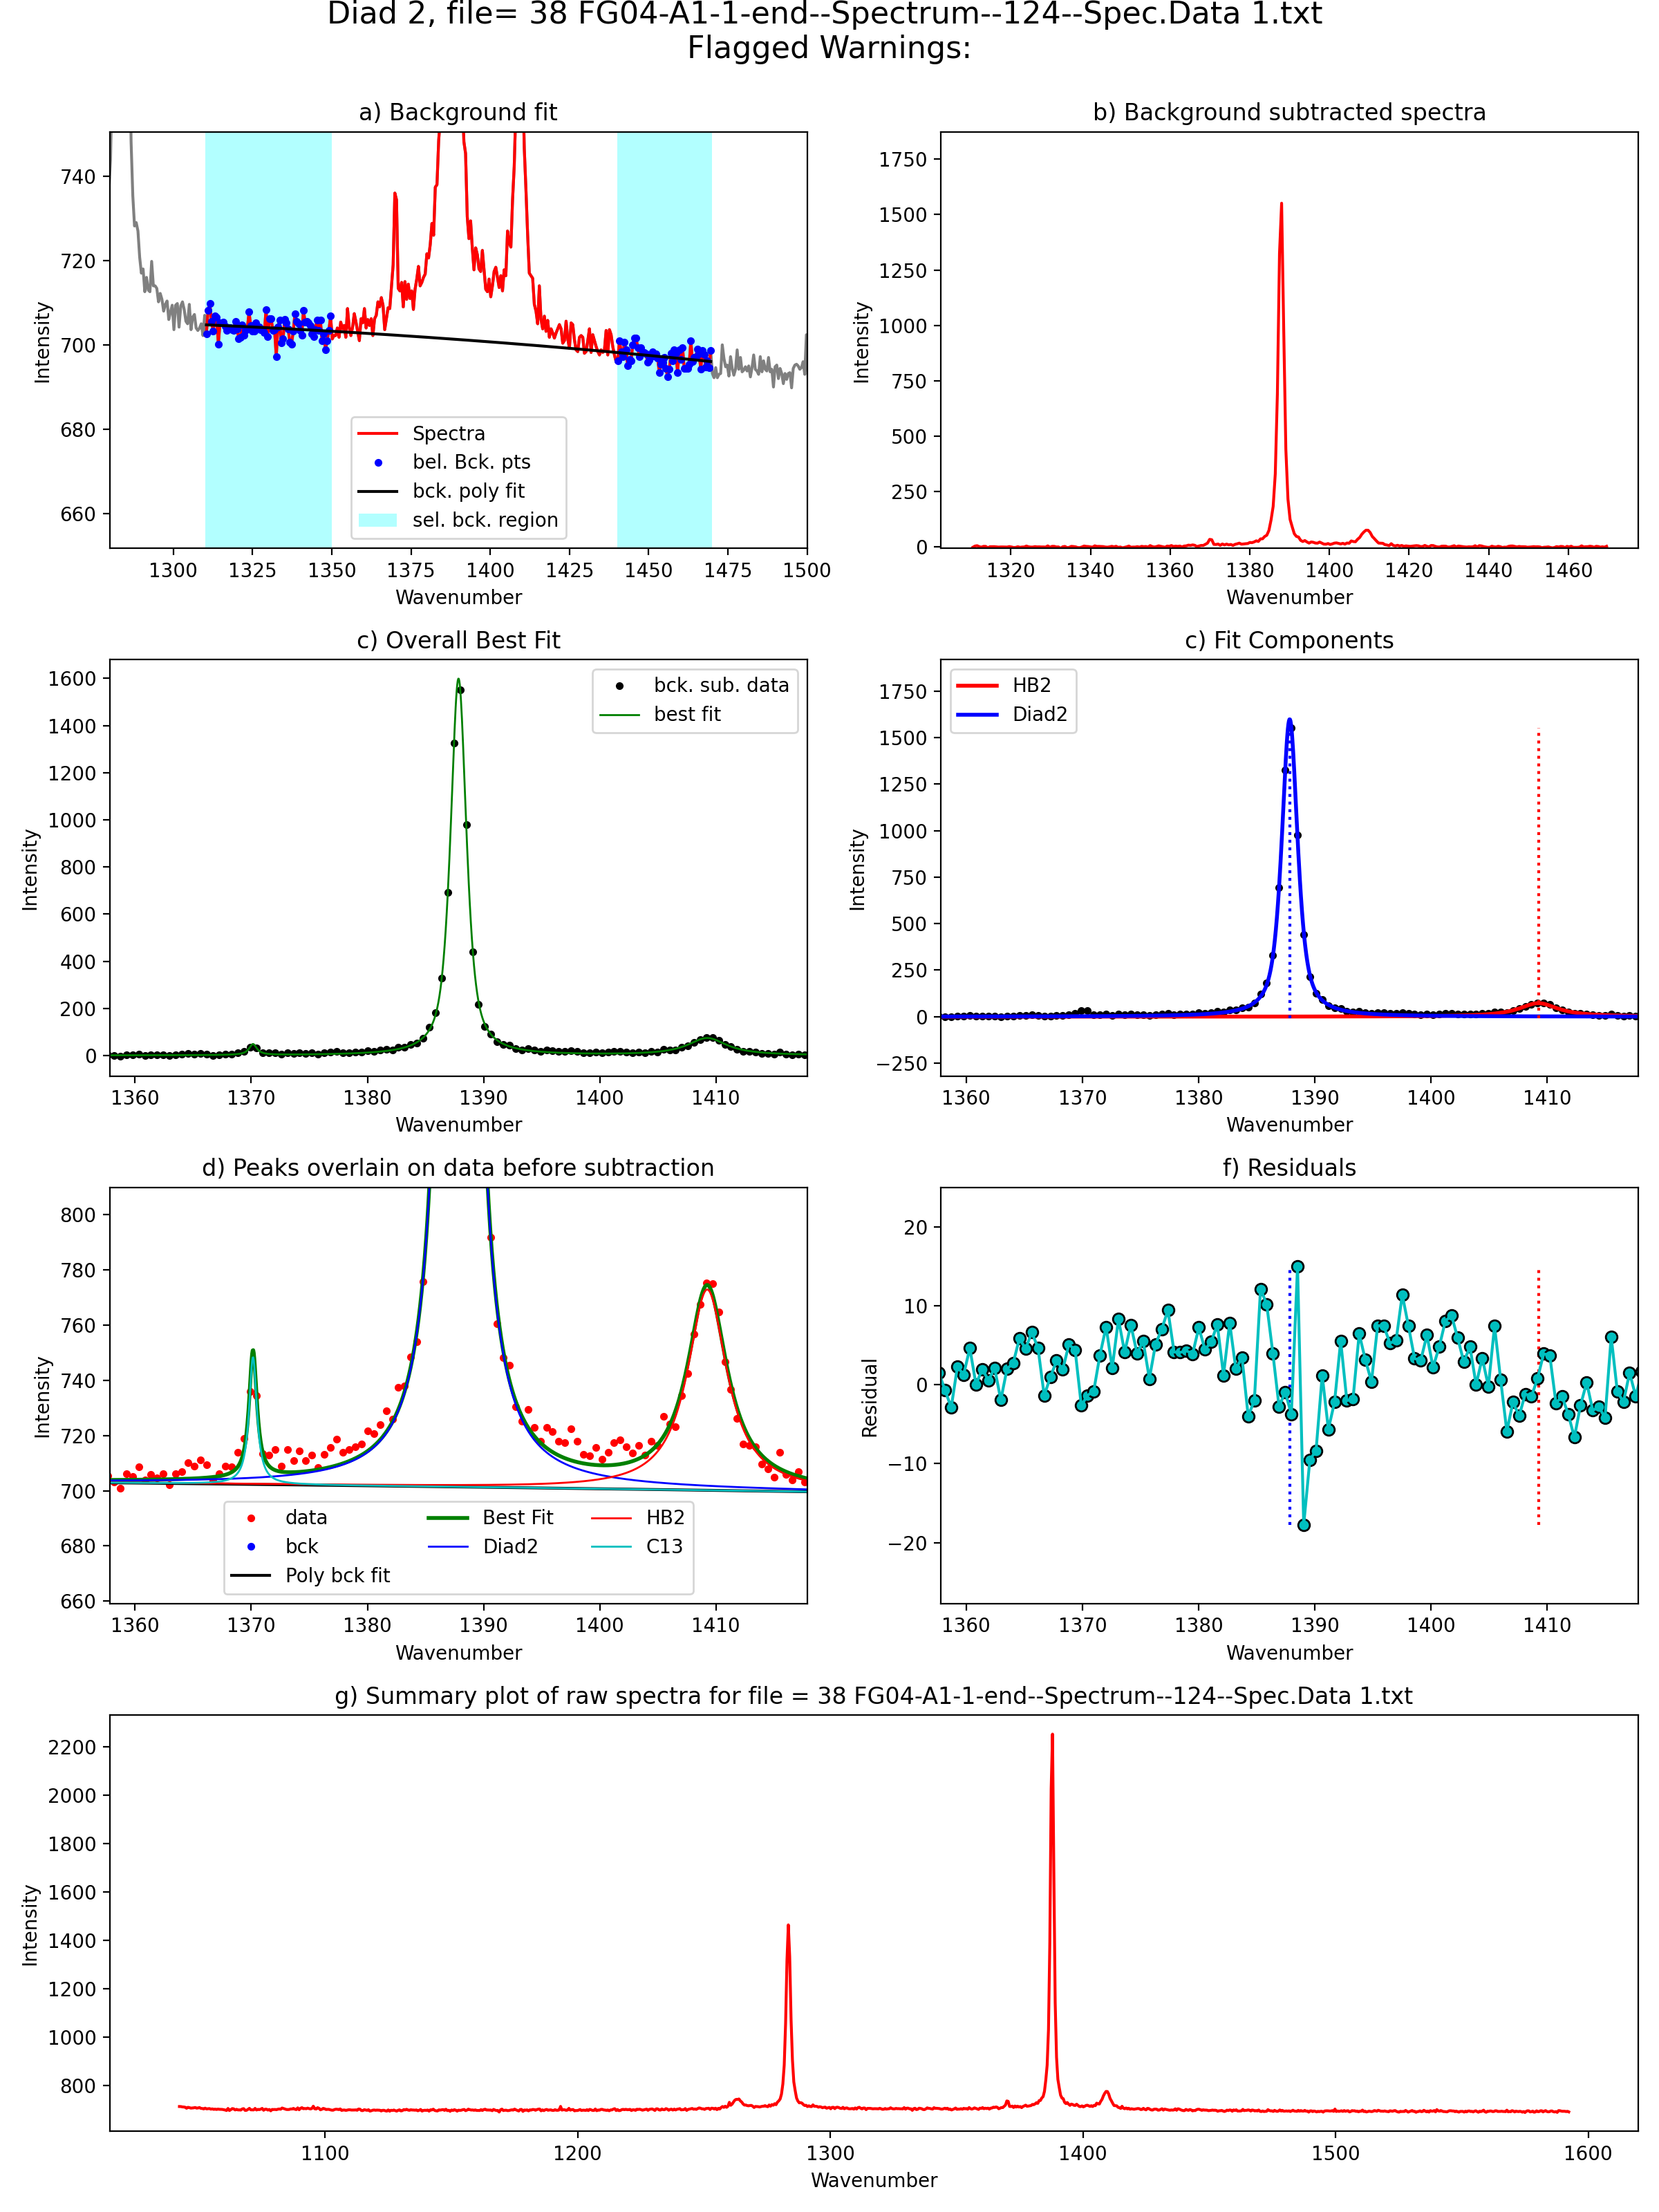 Diad 2, file= 38 FG04-A1-1-end--Spectrum--124--Spec.Data 1.txt
Flagged Warnings:
a) Background fit
740
720
700
680
660
Intensity
Spectra
bel. Bck. pts
bck. poly fit
sel. bck. region
1300 1325 1350 1375 1400 1425 1450 1475 1500
Wavenumber
b) Background subtracted spectra
1750
1500
1250
1000
750
500
250
0
Intensity
1320 1340 1360 1380 1400 1420 1440 1460
Wavenumber
c) Overall Best Fit
1600
1400
1200
1000
800
600
400
200
0
Intensity
bck. sub. data
best fit
1360 1370 1380 1390 1400 1410
Wavenumber
c) Fit Components
HB2
Diad2
1750
1500
1250
1000
750
500
250
0
−250
Intensity
1360 1370 1380 1390 1400 1410
Wavenumber
d) Peaks overlain on data before subtraction
800
780
760
740
720
700
680
660
Intensity
data
bck
Poly bck fit
Best Fit
Diad2
HB2
C13
1360 1370 1380 1390 1400 1410
Wavenumber
f) Residuals
20
10
0
−10
−20
Residual
1360 1370 1380 1390 1400 1410
Wavenumber
g) Summary plot of raw spectra for file = 38 FG04-A1-1-end--Spectrum--124--Spec.Data 1.txt
2200
2000
1800
1600
1400
1200
1000
800
Intensity
1100 1200 1300 1400 1500 1600
Wavenumber